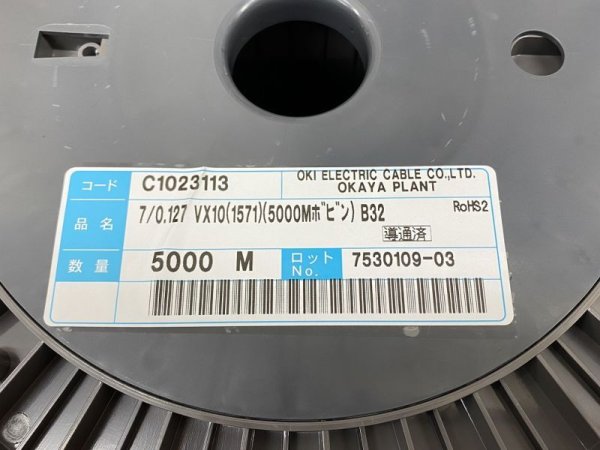 コード C1023113 OKI ELECTRIC CABLE CO.,LTD.
OKAYA PLANT
品名 7/0.127 VX10(1571)(5000Mボビン) B32 RoHS2
導通済
数量 5000 M ロット No. 7530109-03